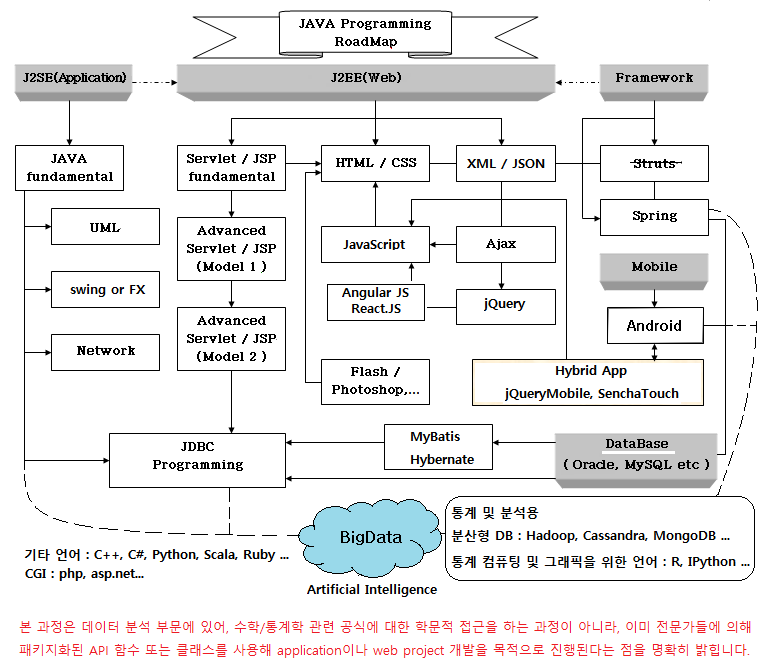 JAVA Programming
RoadMap
J2SE(Application)
J2EE(Web)
Framework
JAVA
fundamental
Servlet / JSP
fundamental
HTML / CSS
XML / JSON
Struts
UML
Advanced
Servlet / JSP
(Model 1 )
JavaScript
Ajax
Spring
swing or FX
Angular JS
React.JS
jQuery
Mobile
Network
Advanced
Servlet / JSP
(Model 2 )
Flash /
Photoshop,...
Android
Hybrid App
jQueryMobile, SenchaTouch
JDBC
Programming
MyBatis
Hybernate
DataBase
( Oracle, MySQL etc )
BigData
Artificial Intelligence
통계 및 분석용
분산형 DB : Hadoop, Cassandra, MongoDB ...
통계 컴퓨팅 및 그래픽을 위한 언어 : R, IPython ...
기타 언어 : C++, C#, Python, Scala, Ruby ...
CGI : php, asp.net...
본 과정은 데이터 분석 부문에 있어, 수학/통계학 관련 공식에 대한 학문적 접근을 하는 과정이 아니라, 이미 전문가들에 의해
패키지화된 API 함수 또는 클래스를 사용해 application이나 web project 개발을 목적으로 진행된다는 점을 명확히 밝힙니다.